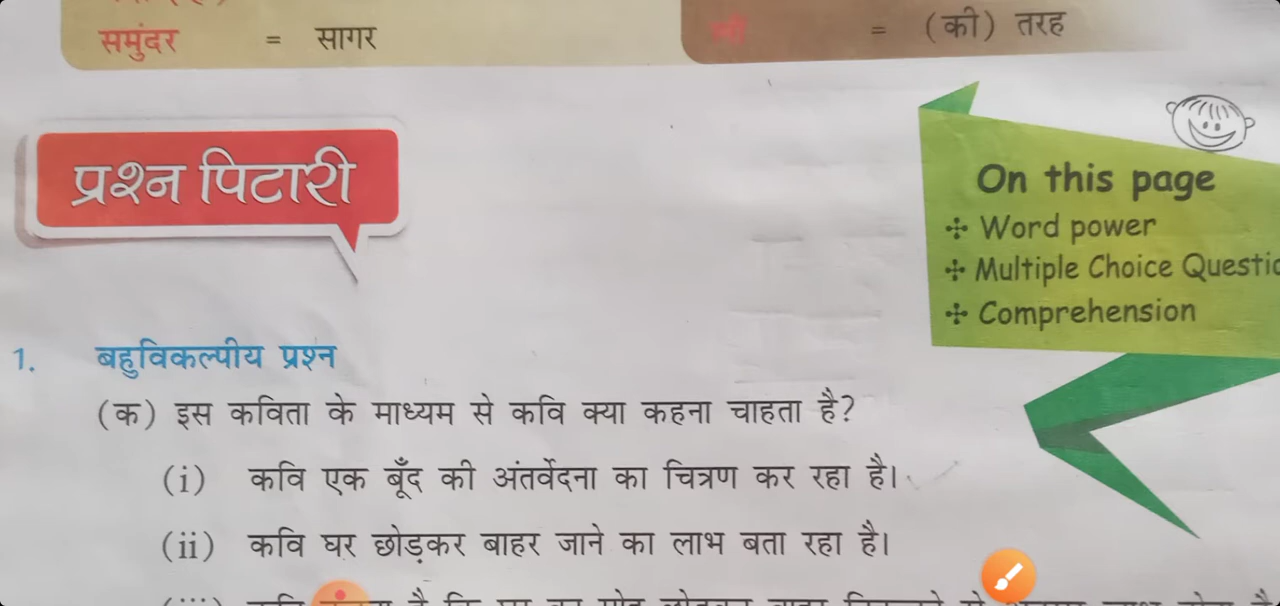 समुंदर = सागर
= (की) तरह
प्रश्न पिटारी
On this page
Word power
Multiple Choice
Comprehension
1. बहुविकल्पीय प्रश्न
(क) इस कविता के माध्यम से कवि क्या कहना चाहता है?
(i) कवि एक बूँद की अंतर्वेदना का चित्रण कर रहा है।
(ii) कवि घर छोड़कर बाहर जाने का लाभ बता रहा है।